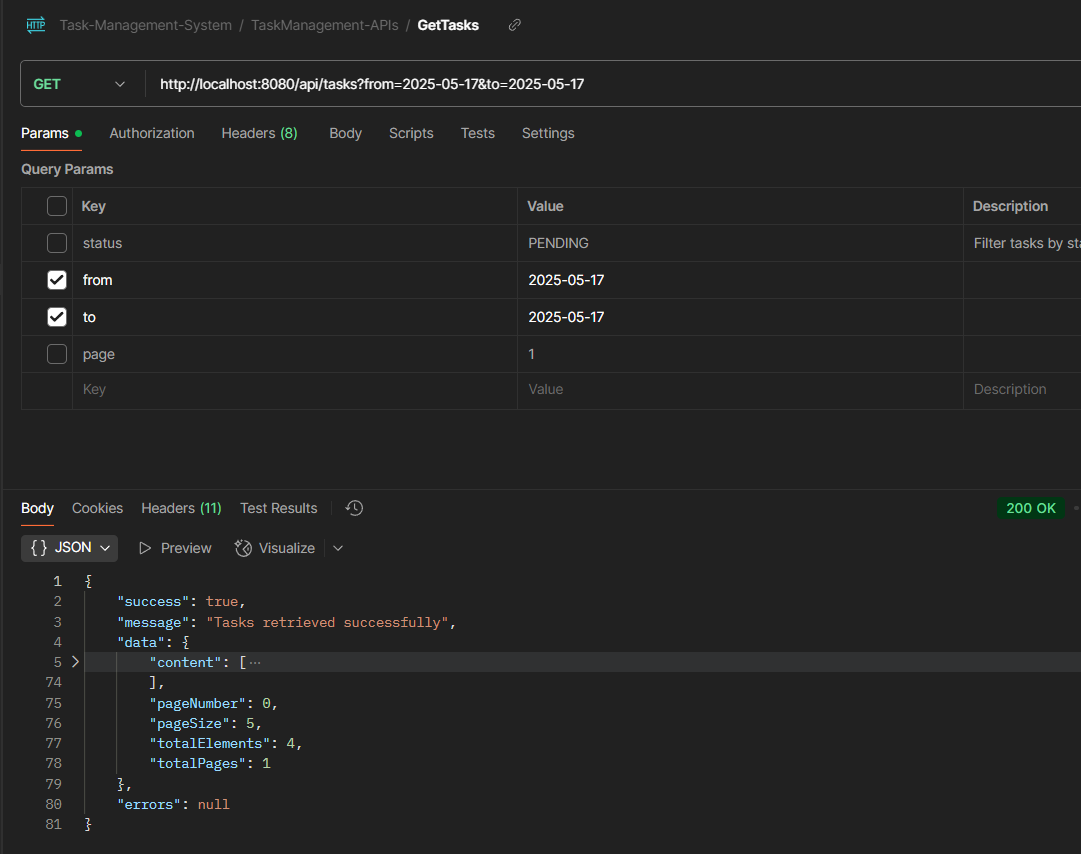 HTTP Task-Management-System / TaskManagement-APIs / GetTasks
GET http://localhost:8080/api/tasks?from=2025-05-17&to=2025-05-17
Params Authorization Headers (8) Body Scripts Tests Settings
Query Params
Key Value Description
status PENDING Filter tasks by sta
from 2025-05-17
to 2025-05-17
page 1
Key Value Description
Body Cookies Headers (11) Test Results 200 OK
{} JSON Preview Visualize
1 {
2 "success": true,
3 "message": "Tasks retrieved successfully",
4 "data": {
5 "content": [ ···
74 ],
75 "pageNumber": 0,
76 "pageSize": 5,
77 "totalElements": 4,
78 "totalPages": 1
79 },
80 "errors": null
81 }